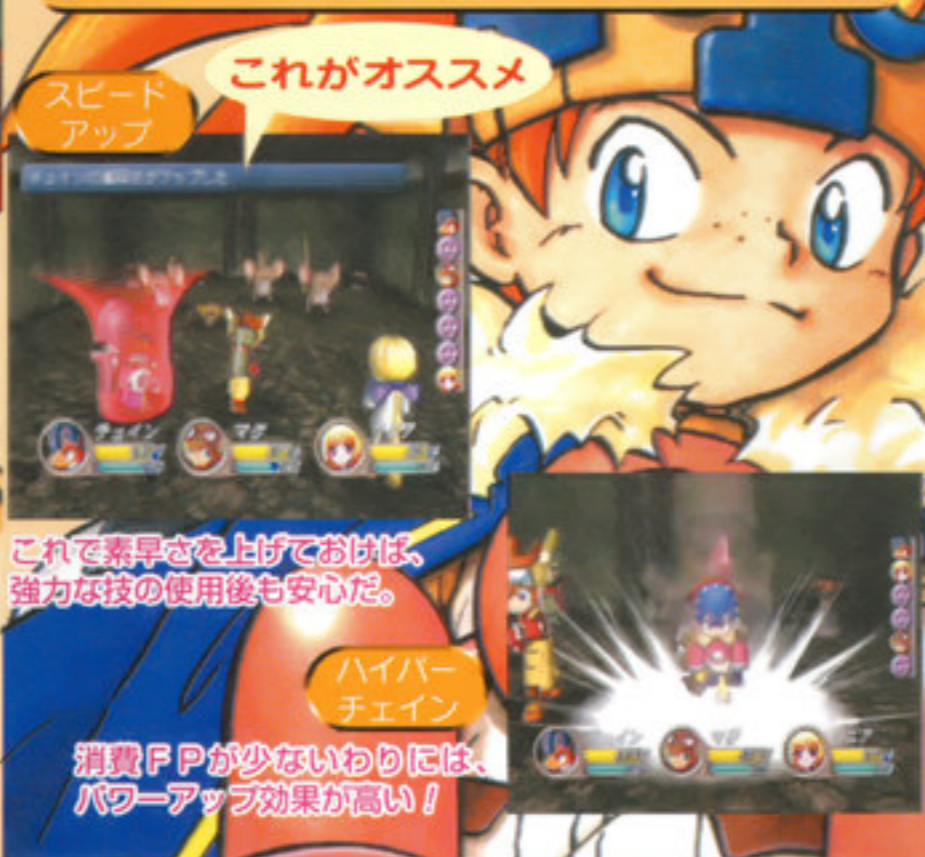 これがオススメ
スピード
アップ
チェイン
マグ
これで素早さを上げておけば、
強力な技の使用後も安心だ。
ハイパー
チェイン
マグ
消費FPが少ないわりには、
パワーアップ効果が高い!